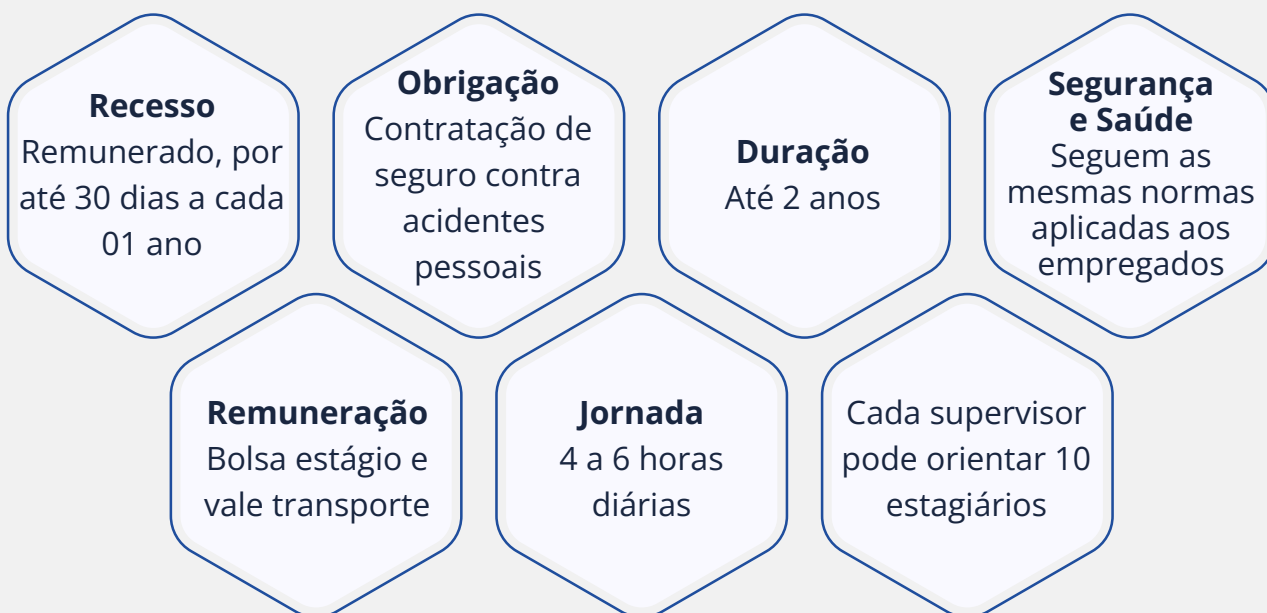 Recesso
Remunerado, por
até 30 dias a cada
01 ano
Obrigação
Contratação de
seguro contra
acidentes
pessoais
Duração
Até 2 anos
Segurança
e Saúde
Seguem as
mesmas normas
aplicadas aos
empregados
Remuneração
Bolsa estágio e
vale transporte
Jornada
4 a 6 horas
diárias
Cada supervisor
pode orientar 10
estagiários